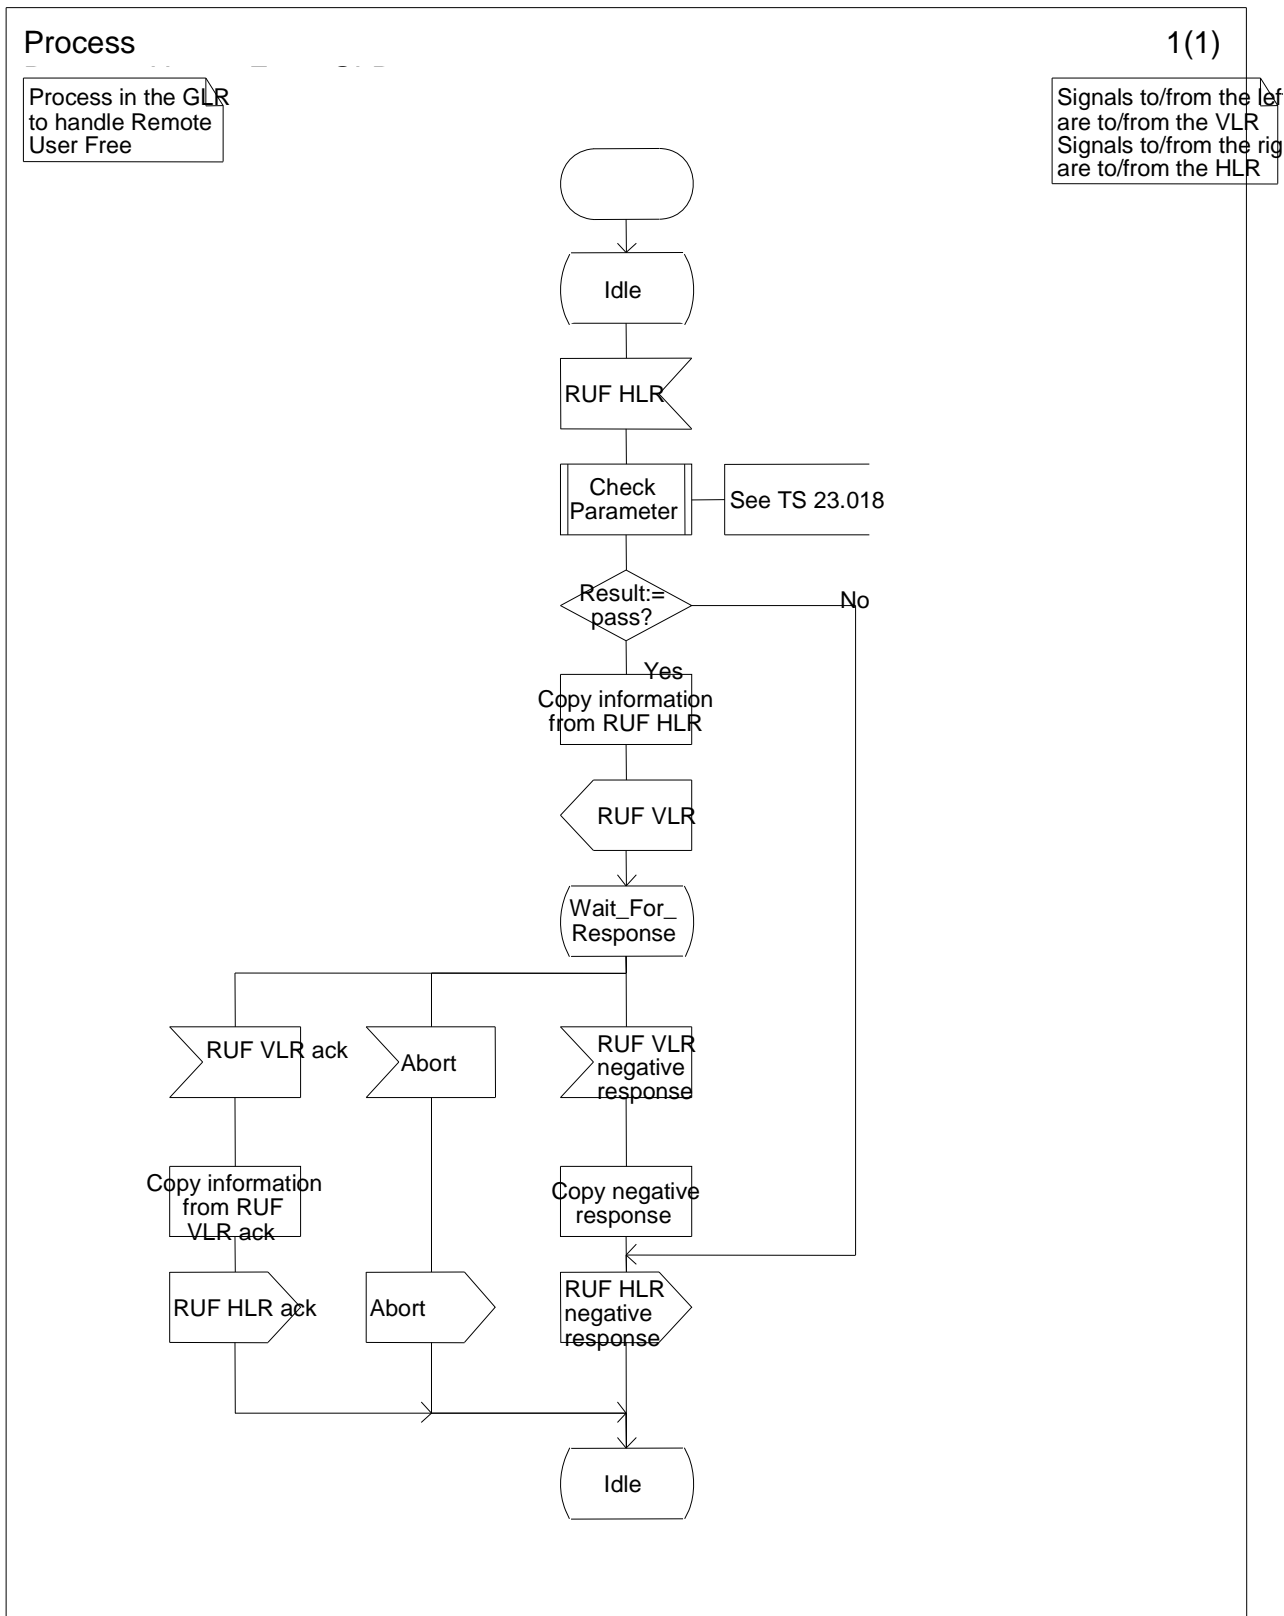 Process
1(1)
Process in the GLR
to handle Remote
User Free
Signals to/from the lef
are to/from the VLR
Signals to/from the rig
are to/from the HLR
Idle
RUF HLR
Check
Parameter
See TS 23.018
Result:=
pass?
No
Yes
Copy information
from RUF HLR
RUF VLR
Wait_For_
Response
RUF VLR ack
Abort
RUF VLR
negative
response
Copy information
from RUF
VLR ack
Copy negative
response
RUF HLR ack
Abort
RUF HLR
negative
response
Idle